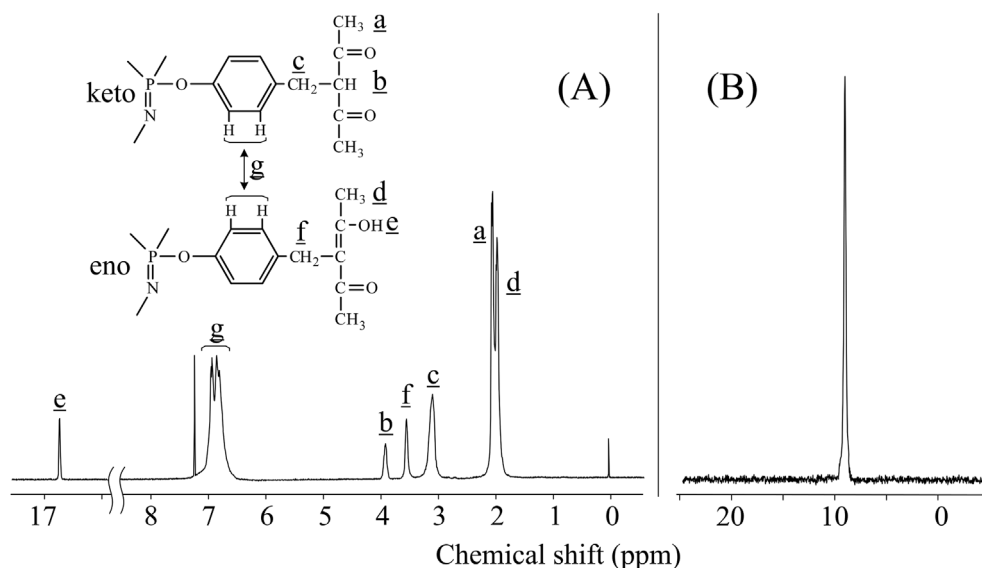 CH₃ a
C=O
c
CH₂ CH b
P O
N
keto
H H
C=O
CH₃
(A)
(B)
g
H H
CH₃ d
C OH e
f
CH₂ C
P O
N
eno
C=O
CH₃
a
d
g
e
b
f
c
17 8 7 6 5 4 3 2 1 0
20 10 0
Chemical shift (ppm)